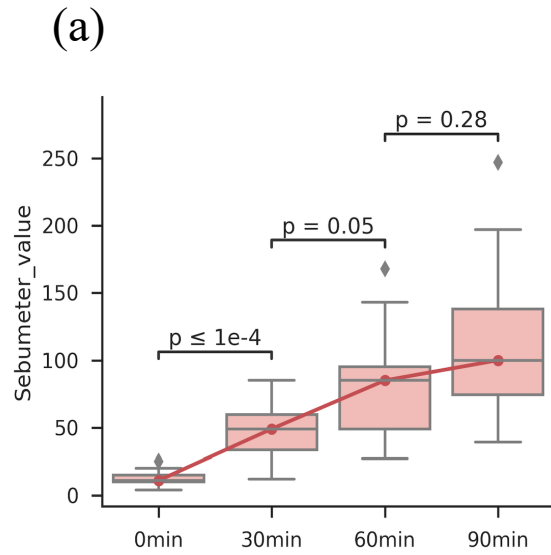 (a)
p = 0.28
250
200
p = 0.05
150
p ≤ 1e-4
100
50
0
Sebumeter_value
0min 30min 60min 90min